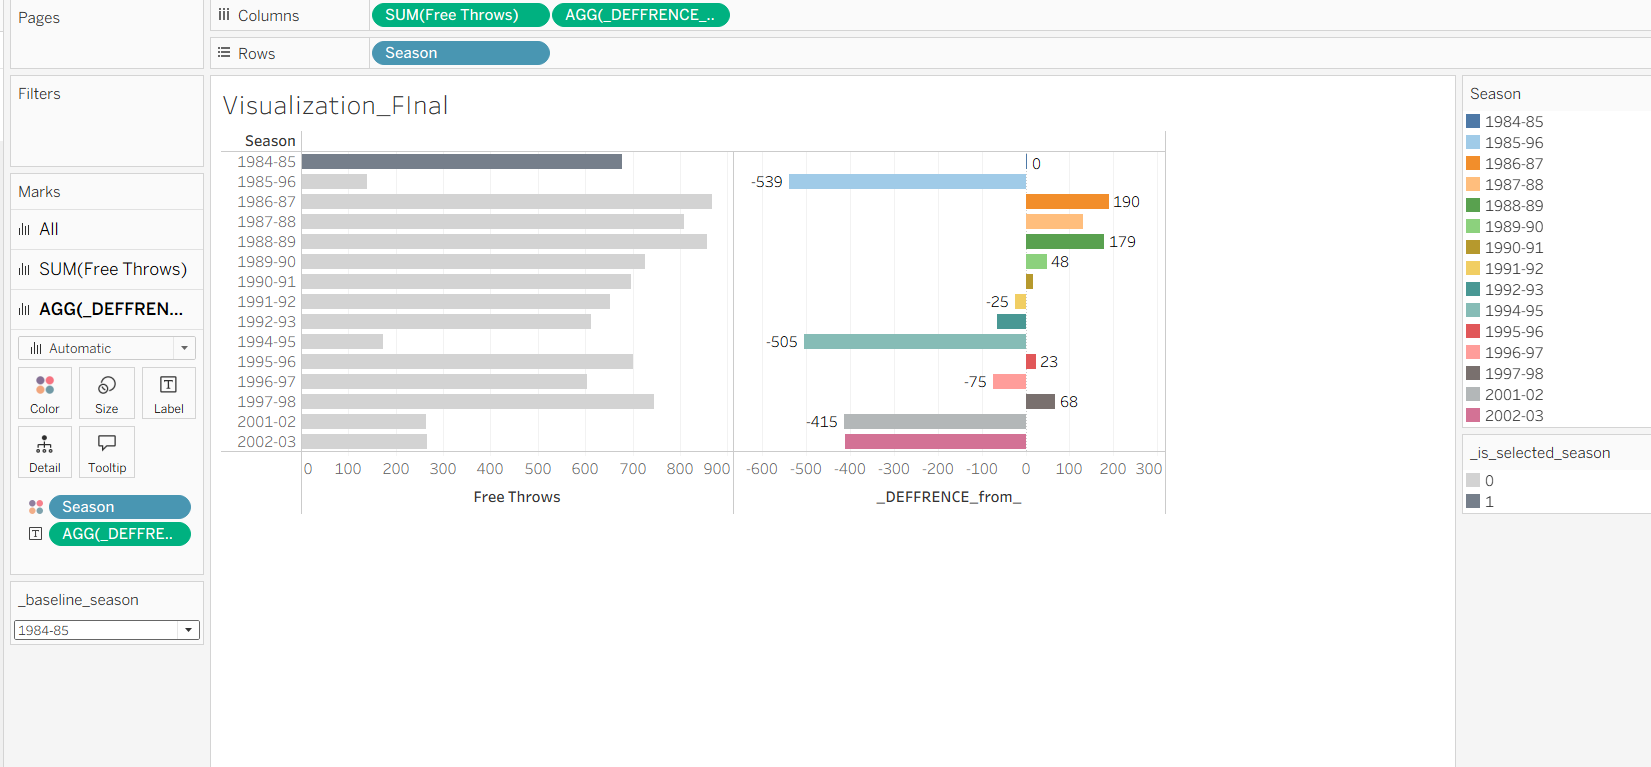 Pages
Columns
SUM(Free Throws)
AGG(_DEFFRENCE_..
Rows
Season
Filters
Marks
All
SUM(Free Throws)
AGG(_DEFFREN...
Automatic
Color
Size
Label
Detail
Tooltip
Season
AGG(_DEFFRE..
_baseline_season
1984-85
Visualization_FInal
Season
1984-85 0
1985-96 -539
1986-87 190
1987-88
1988-89 179
1989-90 48
1990-91
1991-92 -25
1992-93
1994-95 -505
1995-96 23
1996-97 -75
1997-98 68
2001-02 -415
2002-03
0 100 200 300 400 500 600 700 800 900 -600 -500 -400 -300 -200 -100 0 100 200 300
Free Throws _DEFFRENCE_from_
Season
1984-85
1985-96
1986-87
1987-88
1988-89
1989-90
1990-91
1991-92
1992-93
1994-95
1995-96
1996-97
1997-98
2001-02
2002-03
_is_selected_season
0
1